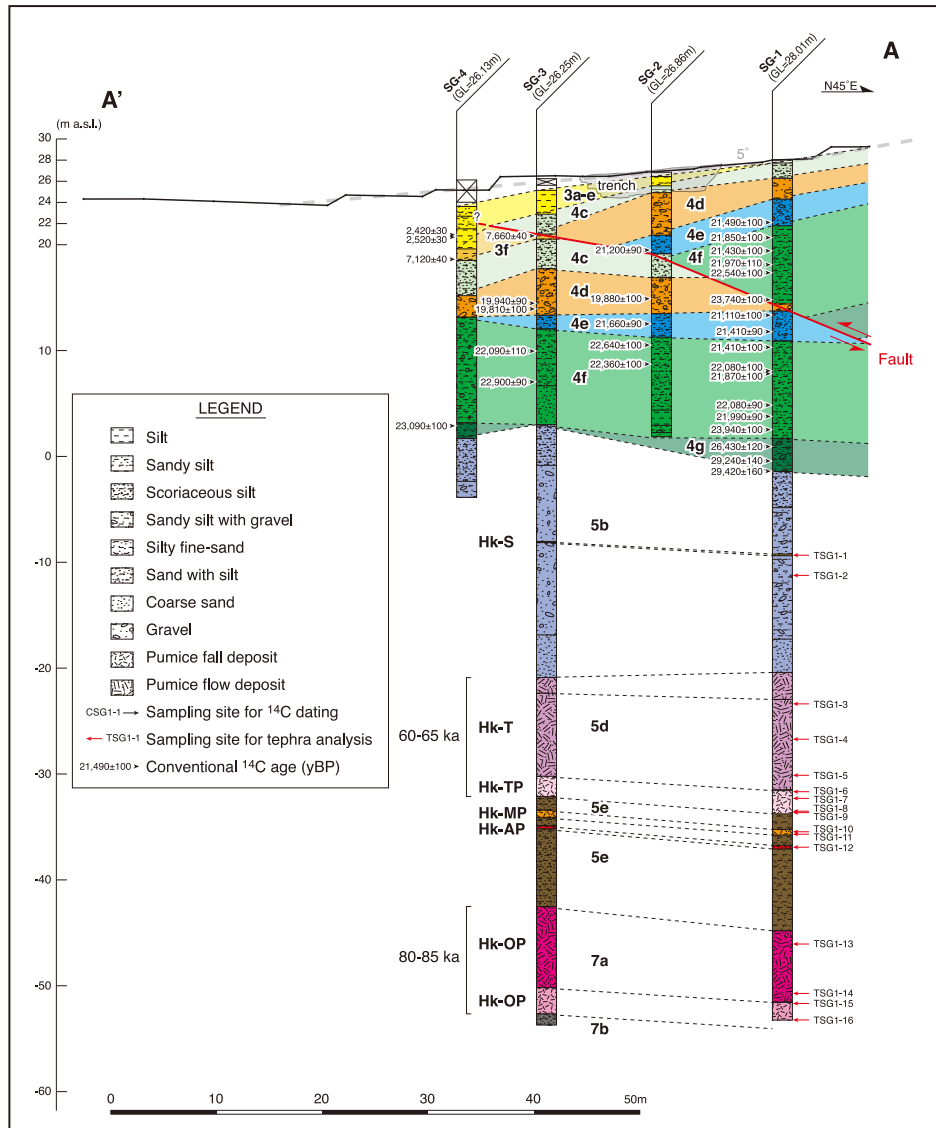 SG-4
(GL=26.13m)
SG-3
(GL=26.25m)
SG-2
(GL=26.86m)
SG-1
(GL=28.01m)
A
N45°E
A'
(m a.s.l.)
30
28
26
24
22
20
10
0
-10
-20
-30
-40
-50
-60
5°
trench
3a-e
4c
4d
?
2,420±30
2,520±30
3f
7,120±40
7,660±40
4c
21,200±90
4e
4f
21,490±100
21,850±100
21,430±100
21,970±110
22,540±100
4d
19,940±90
19,810±100
19,880±100
23,740±100
4e
21,660±90
21,110±100
21,410±90
Fault
22,090±110
22,640±100
21,410±100
4f
22,900±90
22,360±100
22,080±100
21,870±100
22,080±90
21,990±90
23,940±100
23,090±100
4g
26,430±120
29,240±140
29,420±160
LEGEND
Silt
Sandy silt
Scoriaceous silt
Sandy silt with gravel
Silty fine-sand
Sand with silt
Coarse sand
Gravel
Pumice fall deposit
Pumice flow deposit
CSG1-1 Sampling site for 14C dating
TSG1-1 Sampling site for tephra analysis
21,490±100 Conventional 14C age (yBP)
Hk-S
5b
TSG1-1
TSG1-2
60-65 ka
Hk-T
5d
TSG1-3
TSG1-4
TSG1-5
Hk-TP
TSG1-6
TSG1-7
TSG1-8
TSG1-9
5e
Hk-MP
TSG1-10
TSG1-11
Hk-AP
TSG1-12
5e
80-85 ka
Hk-OP
7a
TSG1-13
TSG1-14
Hk-OP
TSG1-15
TSG1-16
7b
0
10
20
30
40
50m